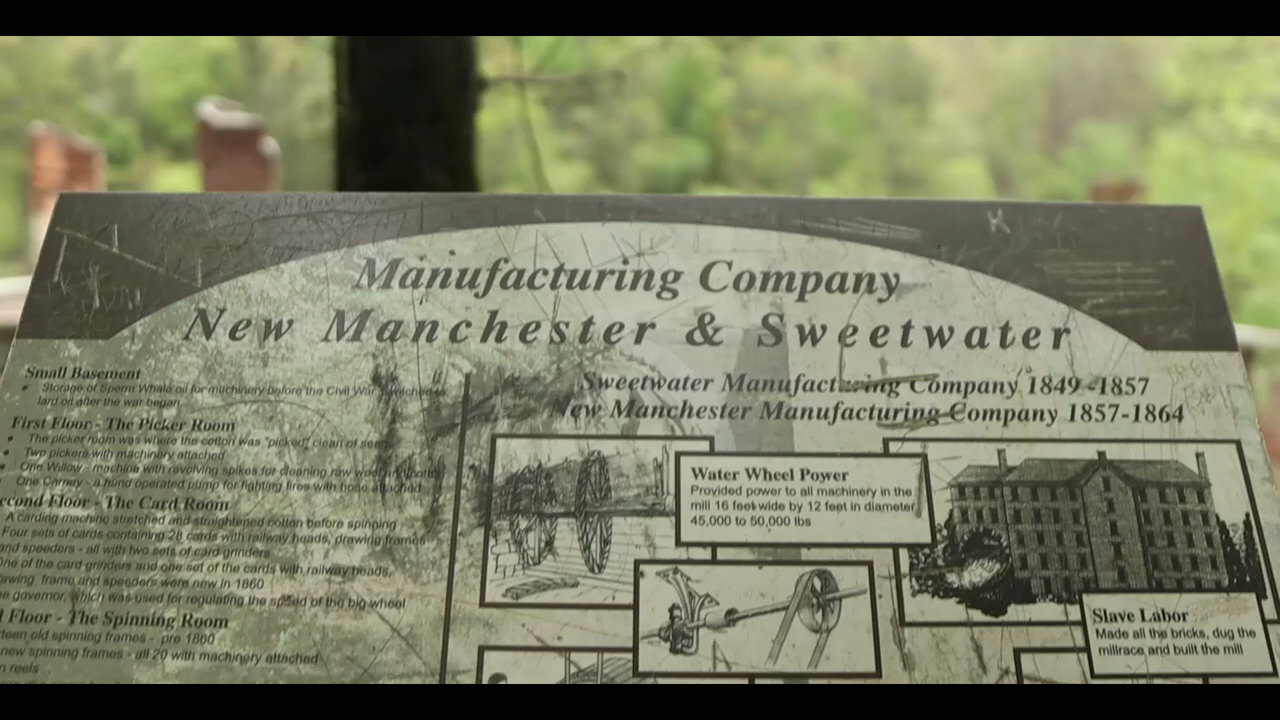 Manufacturing Company
New Manchester & Sweetwater
Sweetwater Manufacturing Company 1849 -1857
New Manchester Manufacturing Company 1857-1864
Small Basement
Storage of Sperm Whale oil for machinery before the Civil War switched to
lard oil after the war began
First Floor - The Picker Room
The picker room was where the cotton was "picked" clean of seed
Two pickers with machinery attached
One Willow - machine with revolving spikes for cleaning raw wool and cotton
One Carney - a hand operated pump for fighting fires with hose attached
econd Floor - The Card Room
A carding machine stretched and straightened cotton before spinning
Four sets of cards containing 28 cards with railway heads, drawing frames
and speeders - all with two sets of card grinders
One of the card grinders and one set of the cards with railway heads,
awing frame and speeders were new in 1860
e governor, which was used for regulating the speed of the big wheel
Floor - The Spinning Room
teen old spinning frames - pre 1860
new spinning frames - all 20 with machinery attached
n reels
Water Wheel Power
Provided power to all machinery in the
mill 16 feet wide by 12 feet in diameter
45,000 to 50,000 lbs
Slave Labor
Made all the bricks, dug the
millrace and built the mill